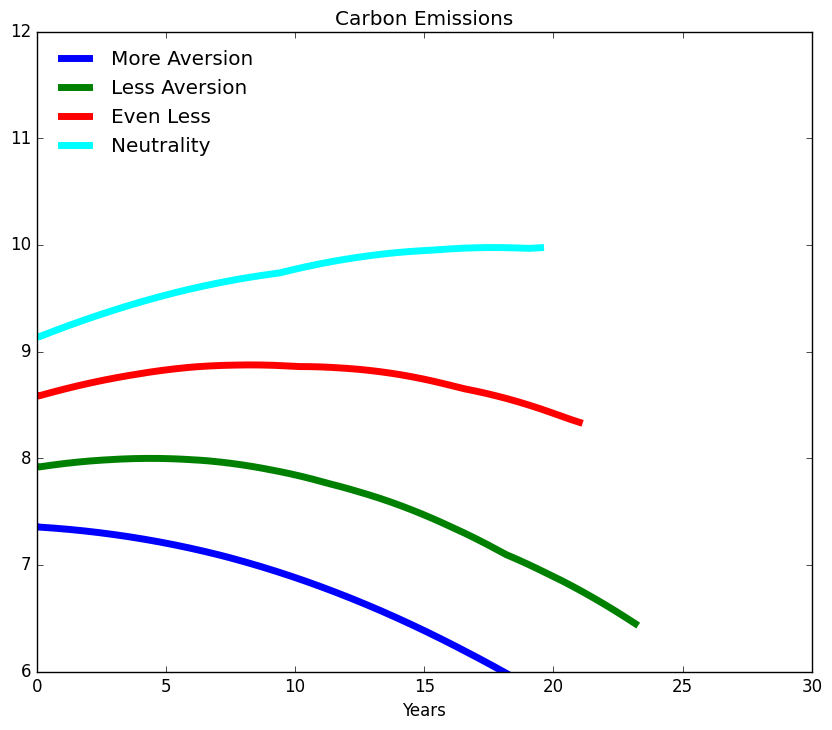 Carbon Emissions
12
More Aversion
Less Aversion
Even Less
Neutrality
11
10
9
8
7
6
0 5 10 15 20 25 30
Years